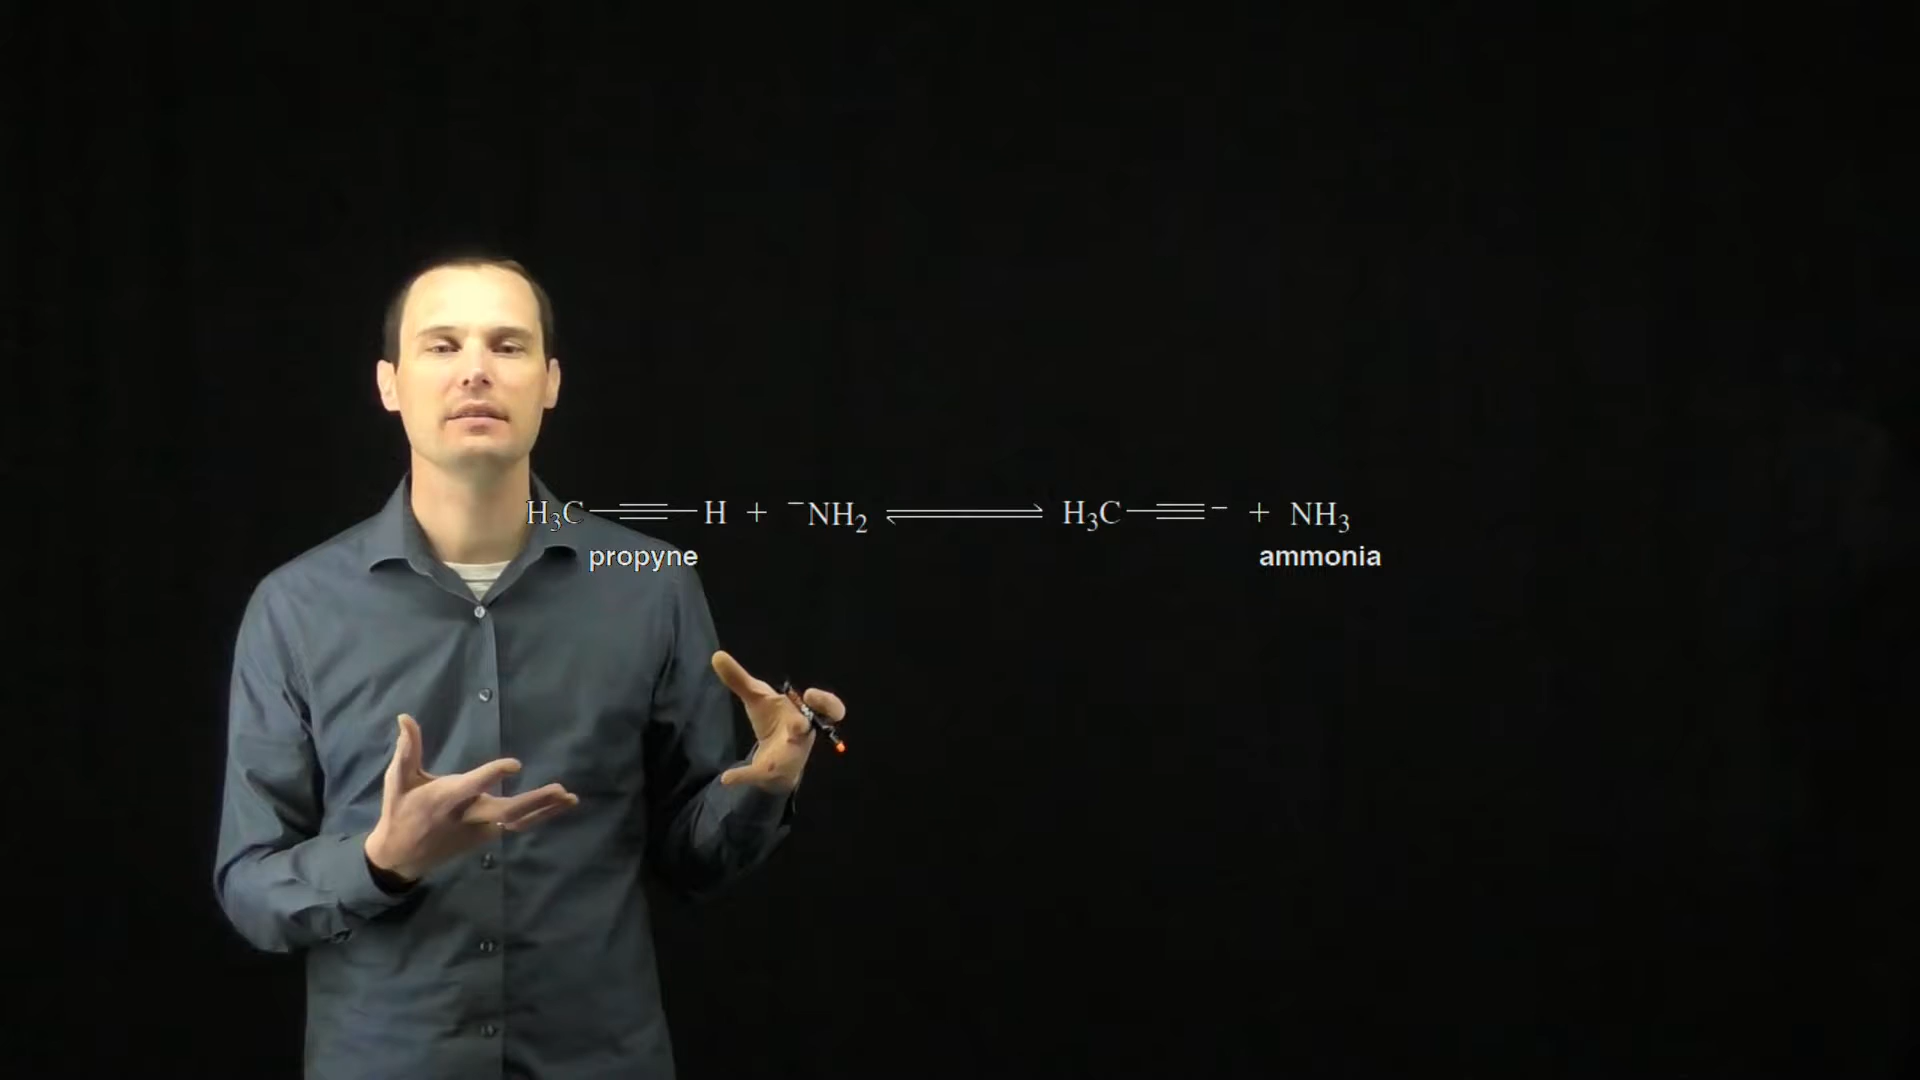 H₃C—≡—H + ⁻NH₂ ⇌ H₃C—≡⁻ + NH₃
propyne ammonia